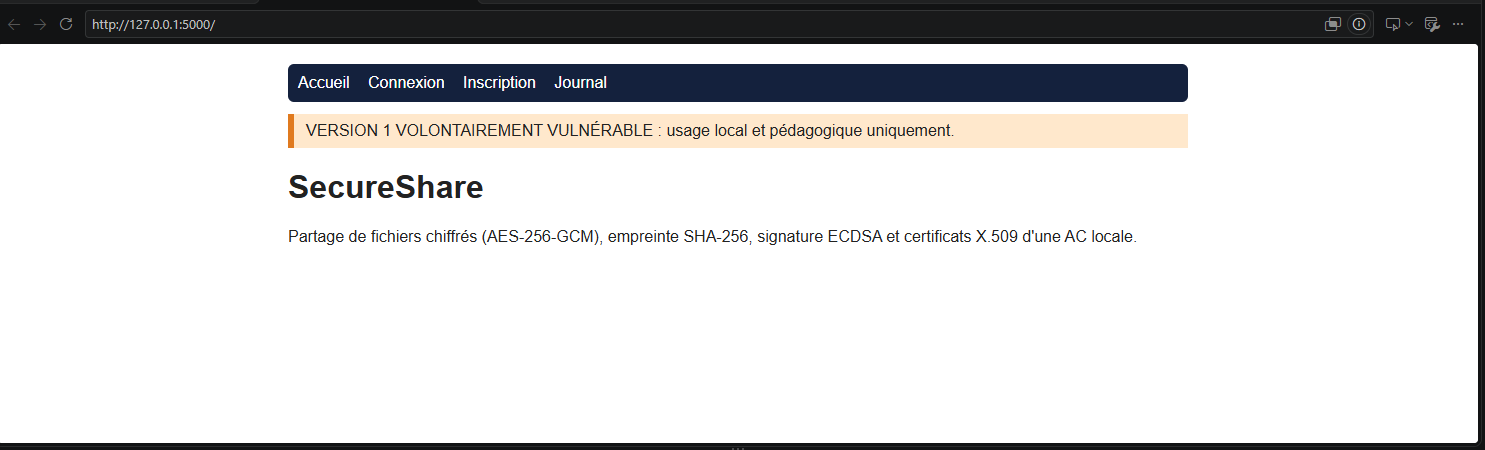 http://127.0.0.1:5000/
Accueil Connexion Inscription Journal
VERSION 1 VOLONTAIREMENT VULNÉRABLE : usage local et pédagogique uniquement.
SecureShare
Partage de fichiers chiffrés (AES-256-GCM), empreinte SHA-256, signature ECDSA et certificats X.509 d'une AC locale.